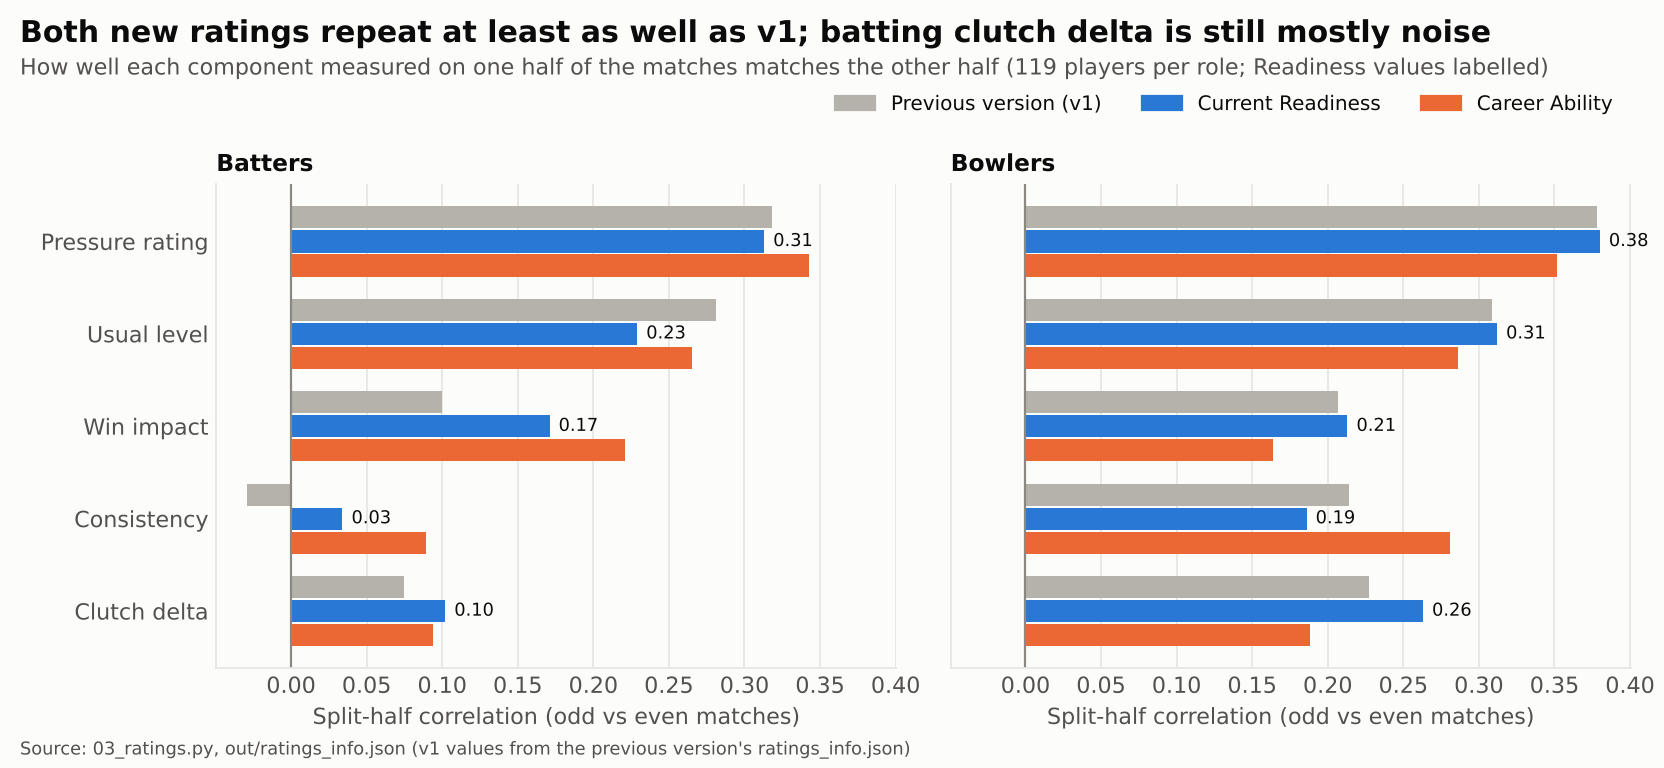 Both new ratings repeat at least as well as v1; batting clutch delta is still mostly noise
How well each component measured on one half of the matches matches the other half (119 players per role; Readiness values labelled)
Previous version (v1) Current Readiness Career Ability
Batters
Bowlers
Pressure rating 0.31 0.38
Usual level 0.23 0.31
Win impact 0.17 0.21
Consistency 0.03 0.19
Clutch delta 0.10 0.26
0.00 0.05 0.10 0.15 0.20 0.25 0.30 0.35 0.40
0.00 0.05 0.10 0.15 0.20 0.25 0.30 0.35 0.40
Split-half correlation (odd vs even matches)
Split-half correlation (odd vs even matches)
Source: 03_ratings.py, out/ratings_info.json (v1 values from the previous version's ratings_info.json)